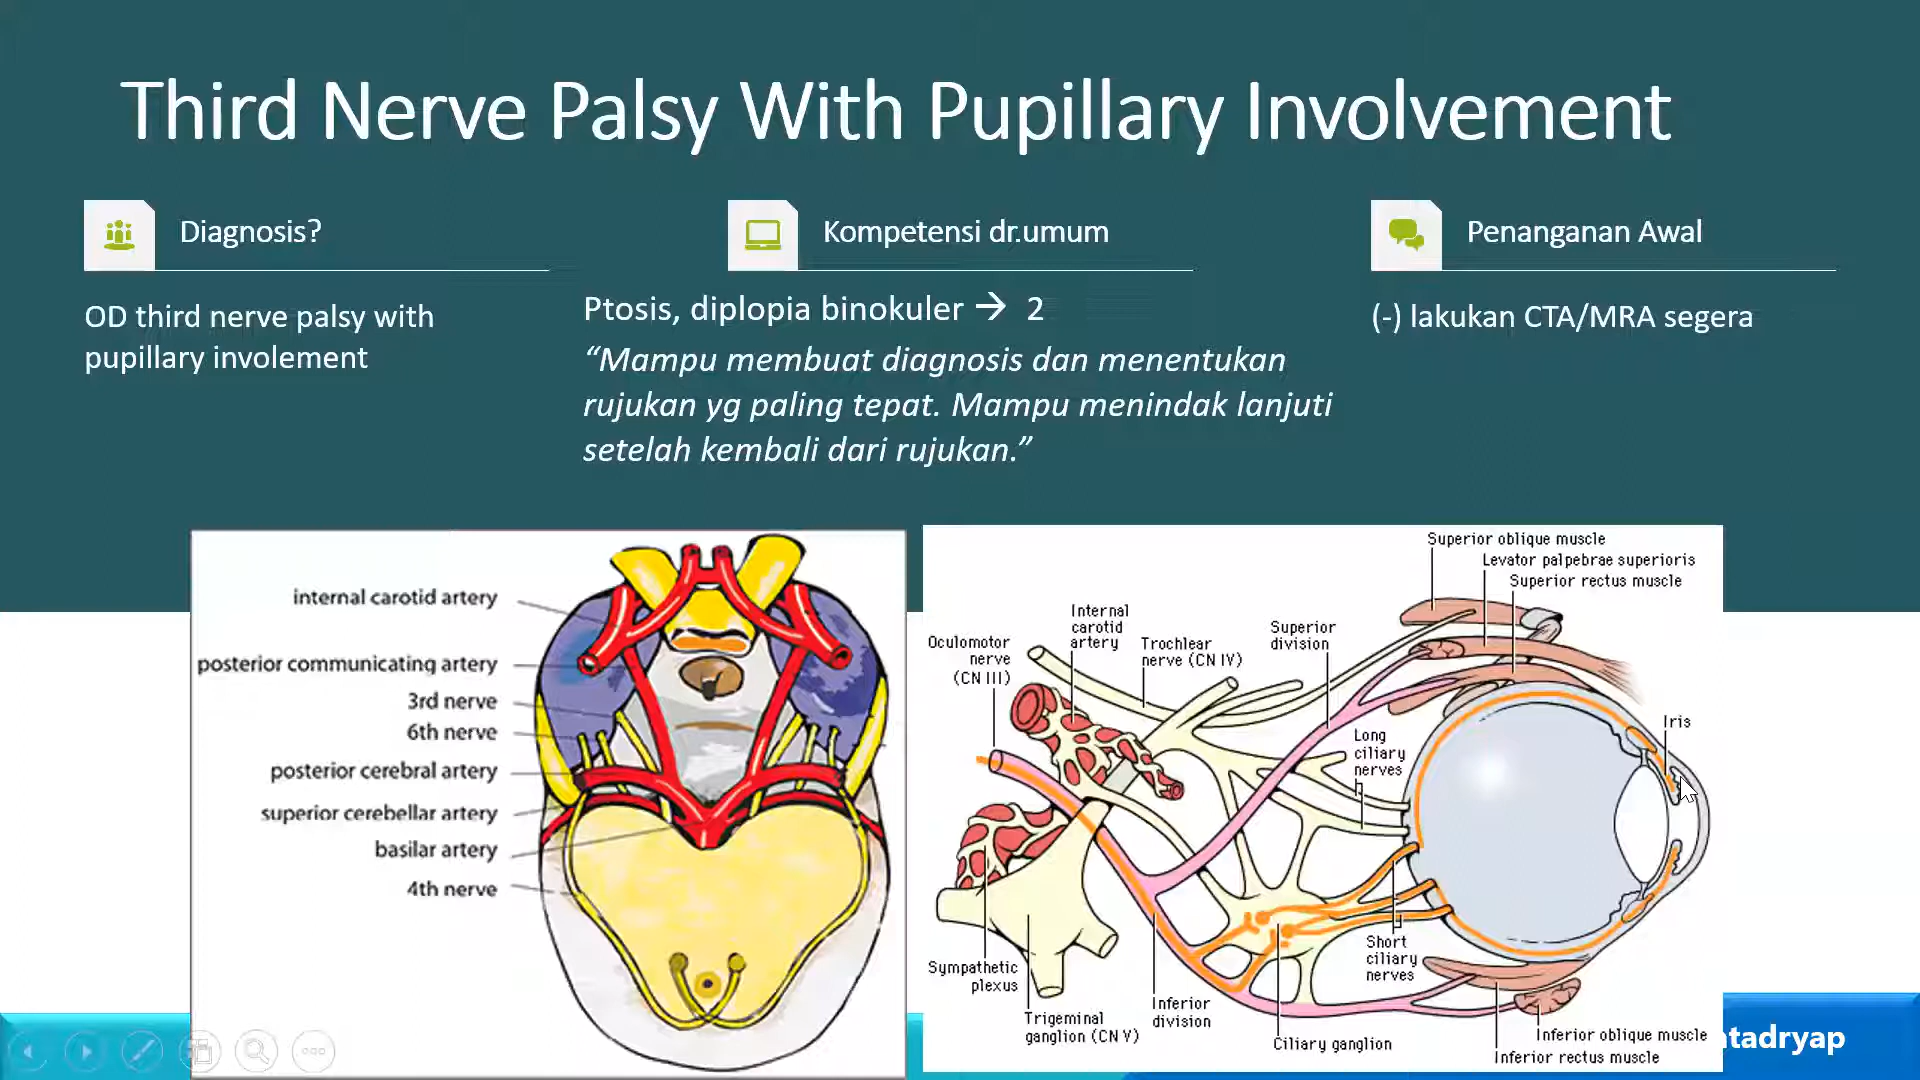 Third Nerve Palsy With Pupillary Involvement
Diagnosis?
OD third nerve palsy with
pupillary involement
Kompetensi dr.umum
Ptosis, diplopia binokuler → 2
“Mampu membuat diagnosis dan menentukan
rujukan yg paling tepat. Mampu menindak lanjuti
setelah kembali dari rujukan.”
Penanganan Awal
(-) lakukan CTA/MRA segera
internal carotid artery
posterior communicating artery
3rd nerve
6th nerve
posterior cerebral artery
superior cerebellar artery
basilar artery
4th nerve
Superior oblique muscle
Levator palpebrae superioris
Superior rectus muscle
Oculomotor
nerve
(CN III)
Internal
carotid
artery
Trochlear
nerve (CN IV)
Superior
division
Long
ciliary
nerves
Iris
Sympathetic
plexus
Trigeminal
ganglion (CN V)
Inferior
division
Ciliary ganglion
Short
ciliary
nerves
Inferior oblique muscle
Inferior rectus muscle